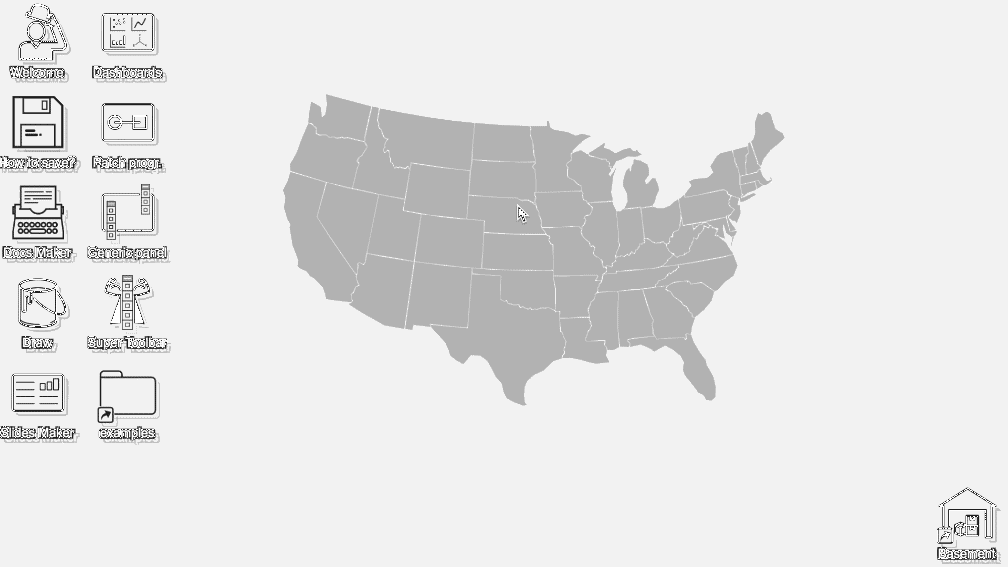 Welcome
Dashboards
How to save?
Patch progr.
Docs Maker
Generic panel
Draw
Super Toolbar
Slides Maker
examples
Basement